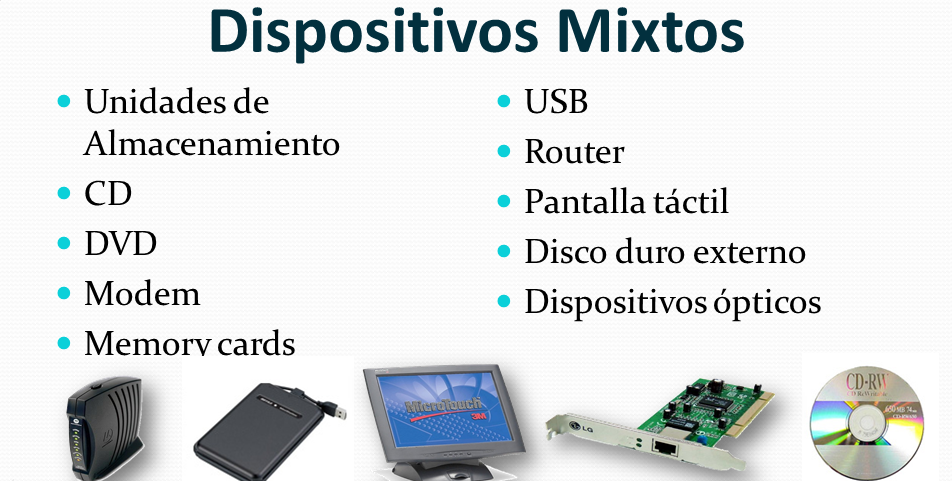 Dispositivos Mixtos
Unidades de
Almacenamiento
CD
DVD
Modem
Memory cards
USB
Router
Pantalla táctil
Disco duro externo
Dispositivos ópticos
MicroTouch
3M
LG
CD-RW